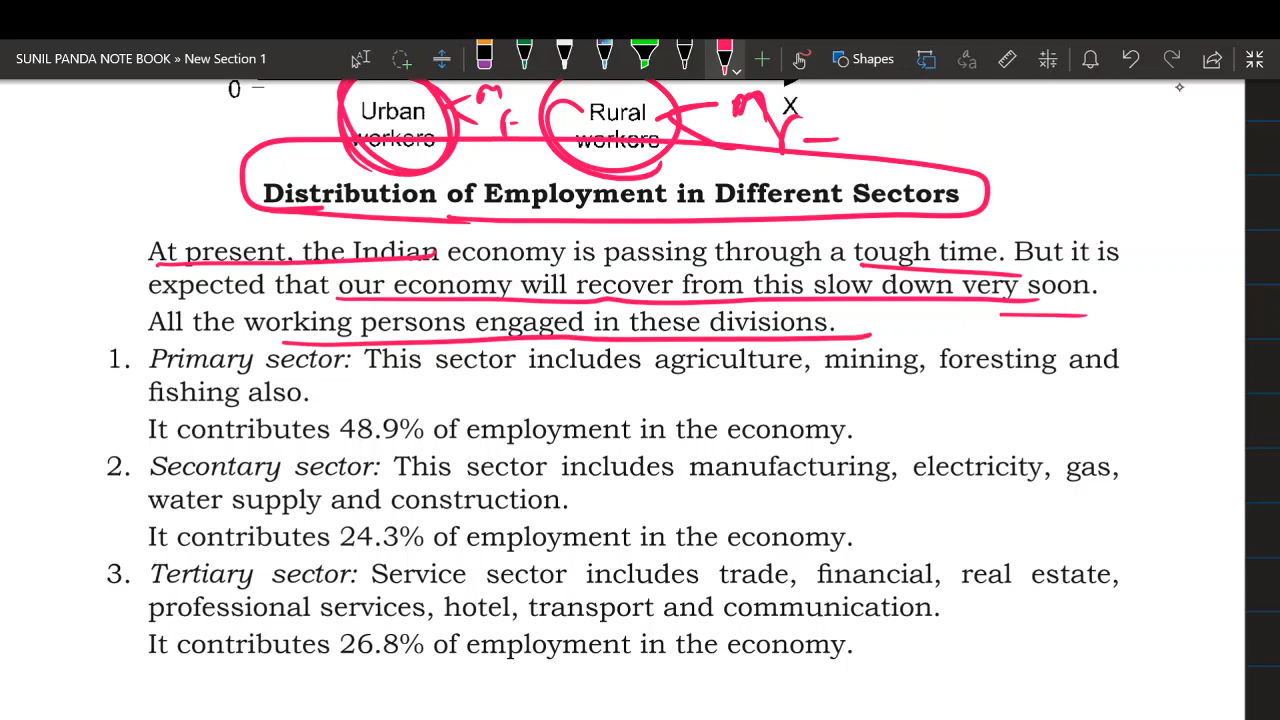 SUNIL PANDA NOTE BOOK » New Section 1
Shapes
0
Urban
workers
m
Rural
workers
m
X
Distribution of Employment in Different Sectors
At present, the Indian economy is passing through a tough time. But it is
expected that our economy will recover from this slow down very soon.
All the working persons engaged in these divisions.
1. Primary sector: This sector includes agriculture, mining, foresting and
fishing also.
It contributes 48.9% of employment in the economy.
2. Secontary sector: This sector includes manufacturing, electricity, gas,
water supply and construction.
It contributes 24.3% of employment in the economy.
3. Tertiary sector: Service sector includes trade, financial, real estate,
professional services, hotel, transport and communication.
It contributes 26.8% of employment in the economy.